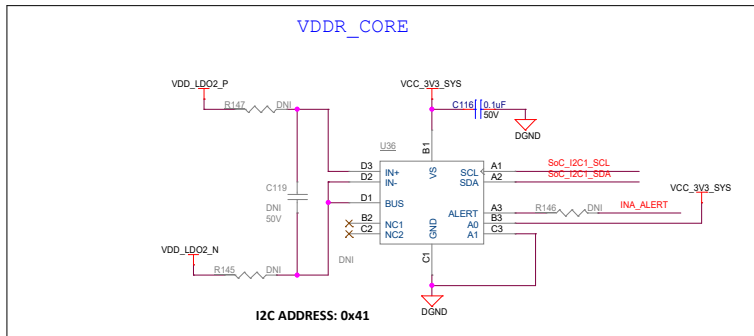 VDDR_CORE
VDD_LDO2_P
VCC_3V3_SYS
R147
DNI
C116
0.1uF
50V
DGND
U36
B1
D3
IN+
VS
SCL
A1
SoC_I2C1_SCL
D2
IN-
SDA
A2
SoC_I2C1_SDA
C119
VCC_3V3_SYS
D1
BUS
DNI
50V
ALERT
A3
R146
DNI
INA_ALERT
B2
NC1
GND
A0
B3
C2
NC2
A1
C3
VDD_LDO2_N
C1
DNI
R145
DNI
DGND
I2C ADDRESS: 0x41